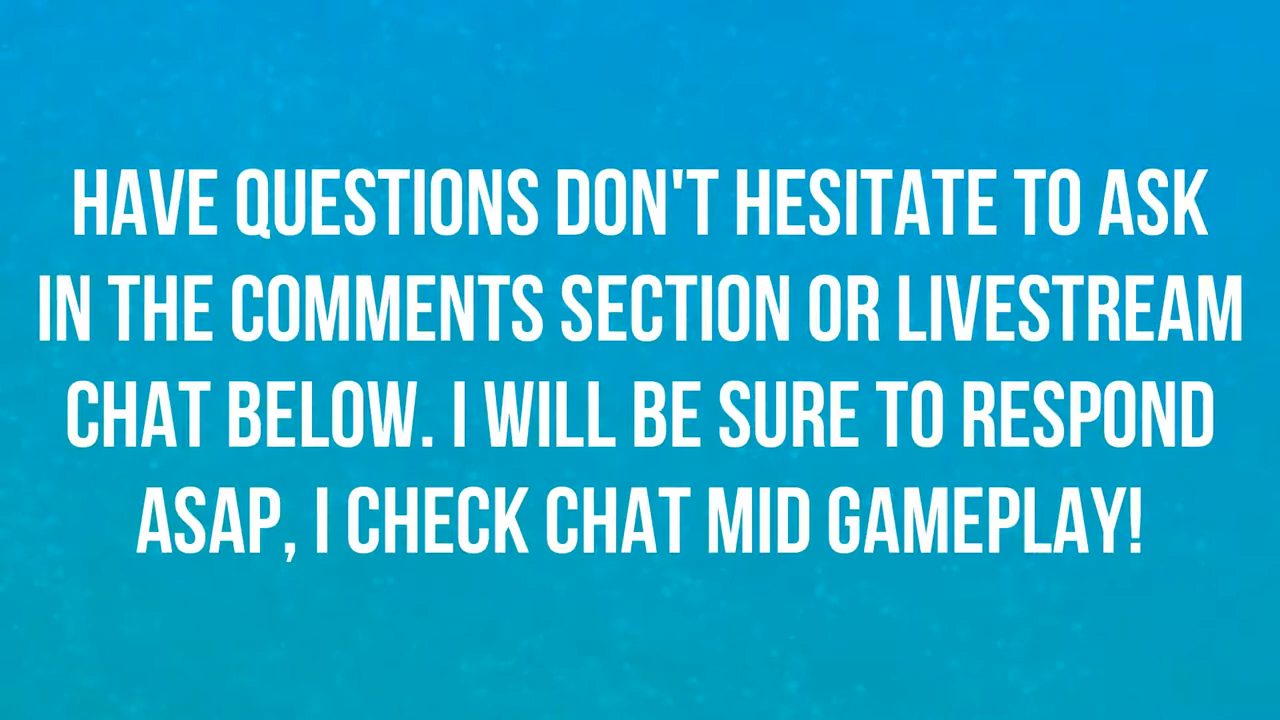 HAVE QUESTIONS DON'T HESITATE TO ASK
IN THE COMMENTS SECTION OR LIVESTREAM
CHAT BELOW. I WILL BE SURE TO RESPOND
ASAP, I CHECK CHAT MID GAMEPLAY!